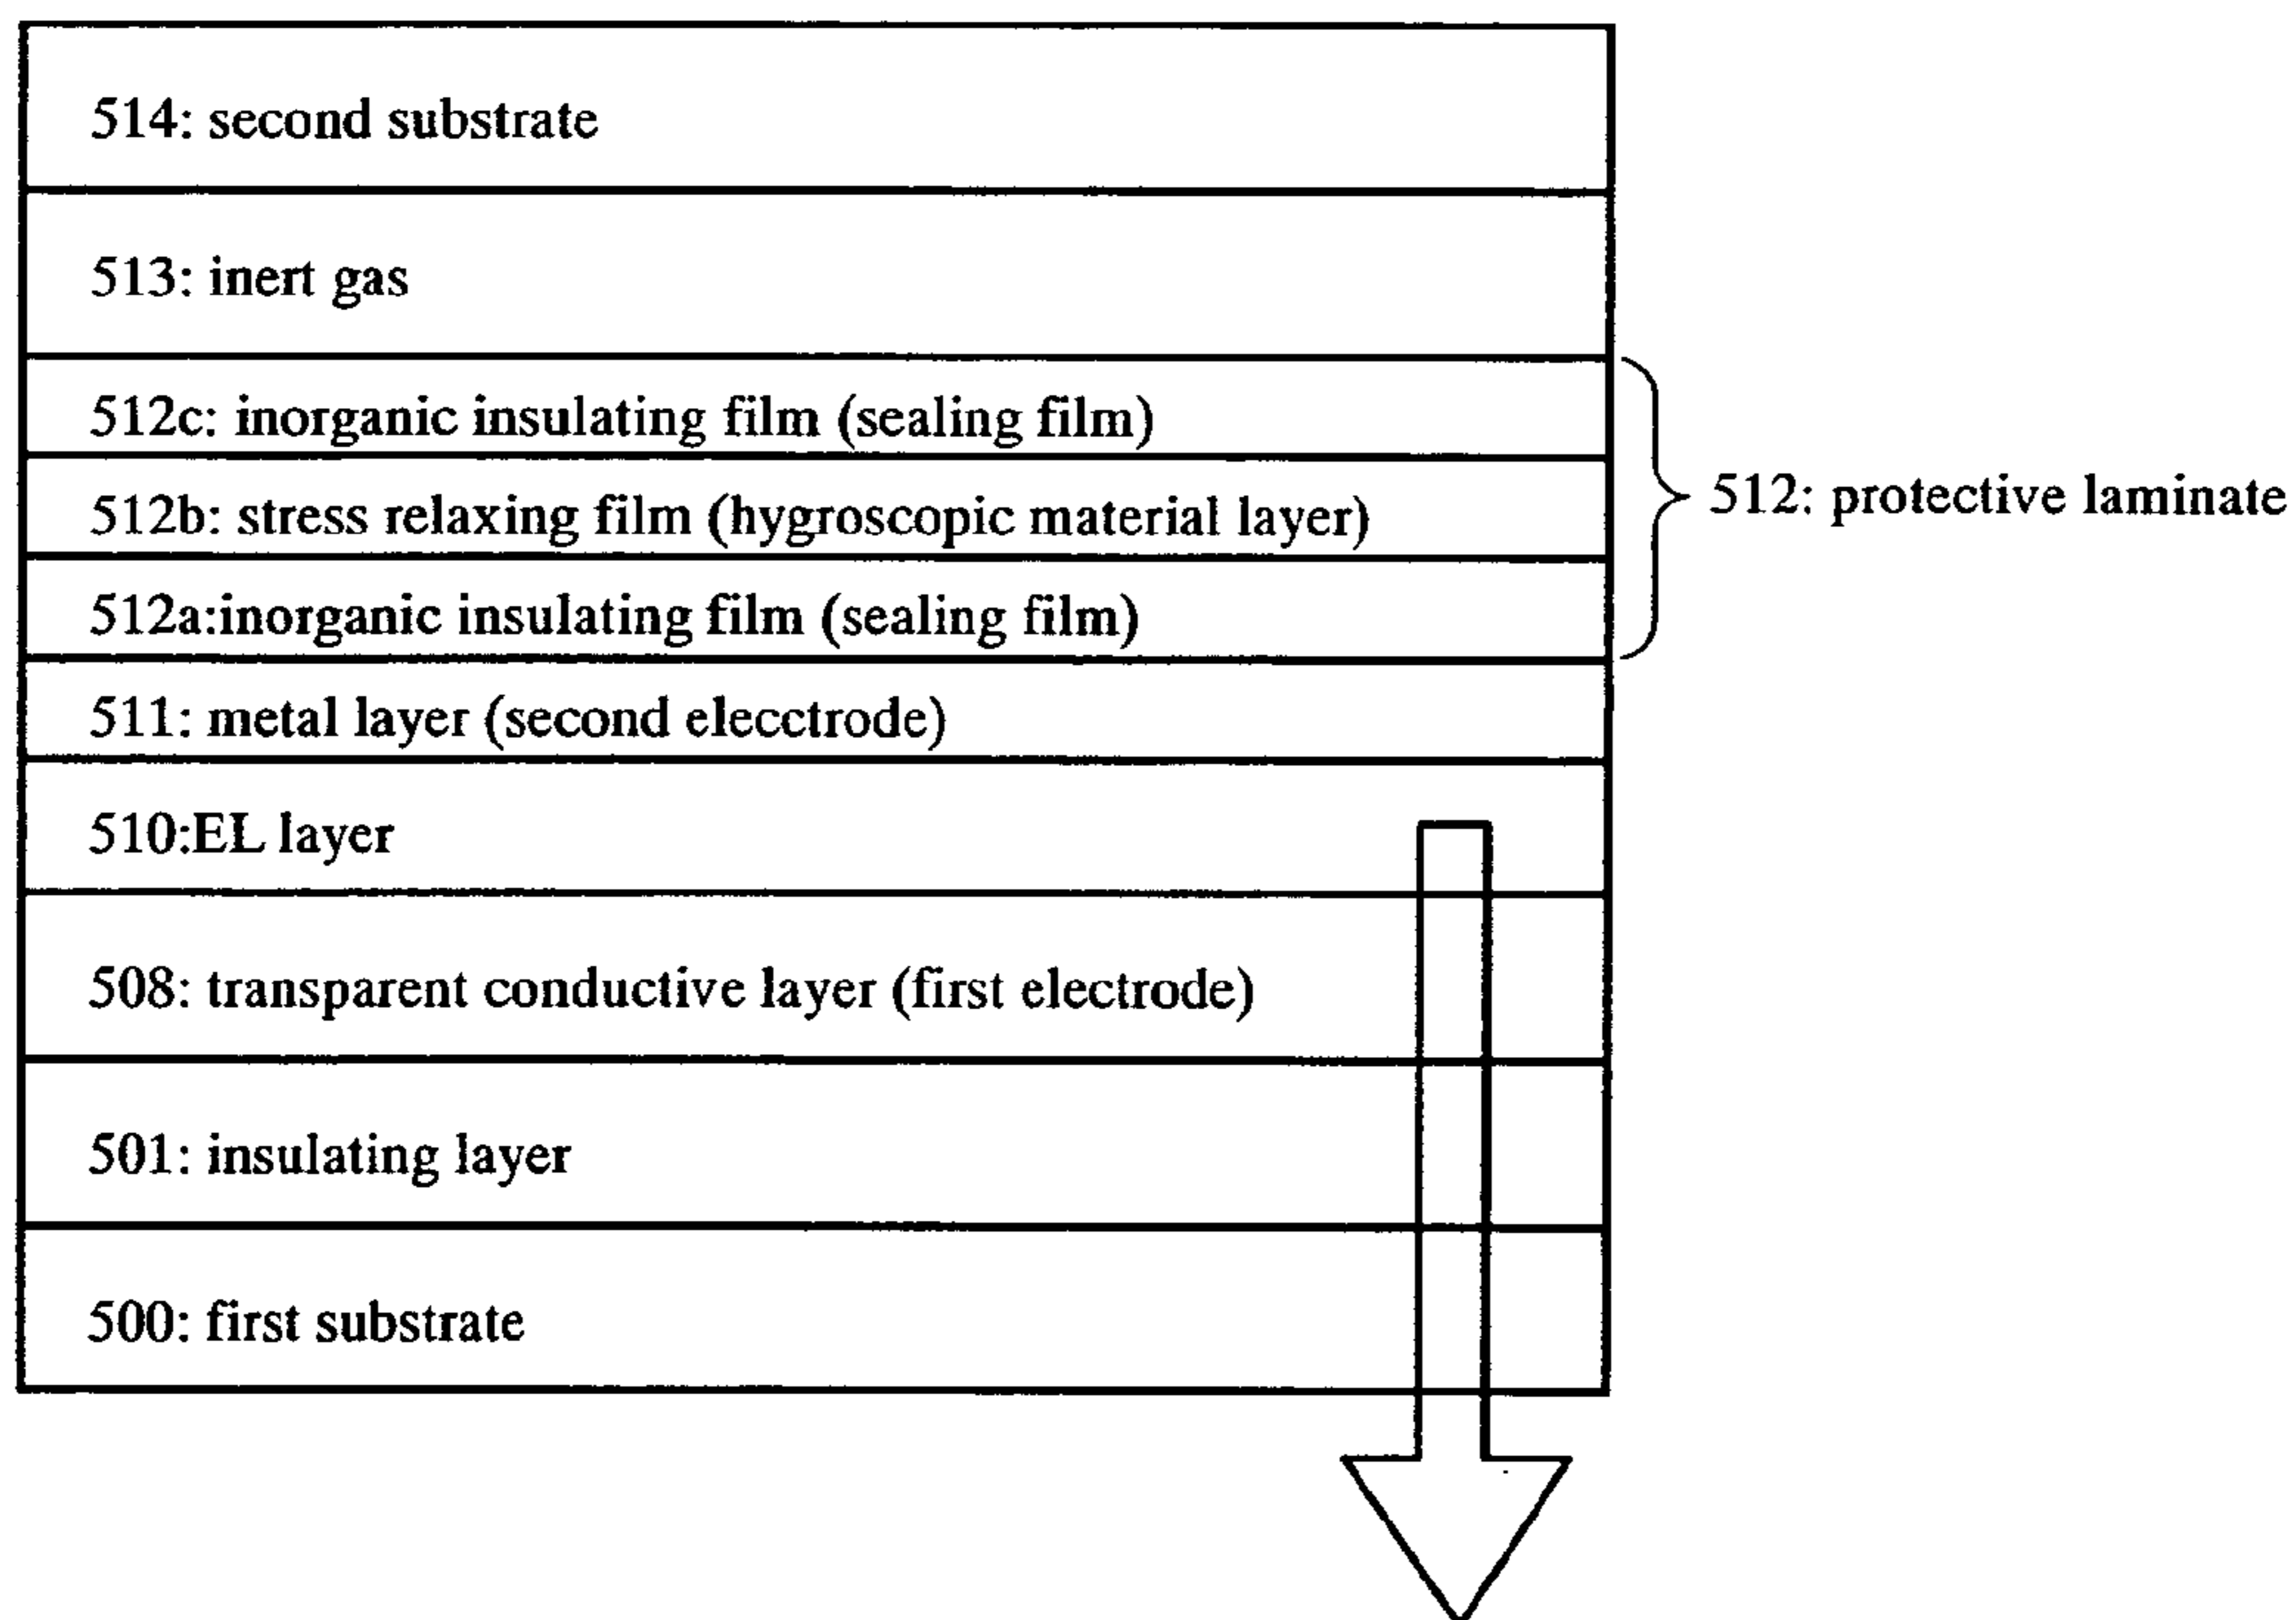 514: second substrate
513: inert gas
512c: inorganic insulating film (sealing film)
512b: stress relaxing film (hygroscopic material layer)
512: protective laminate
512a:inorganic insulating film (sealing film)
511: metal layer (second elecctrode)
510:EL layer
508: transparent conductive layer (first electrode)
501: insulating layer
500: first substrate